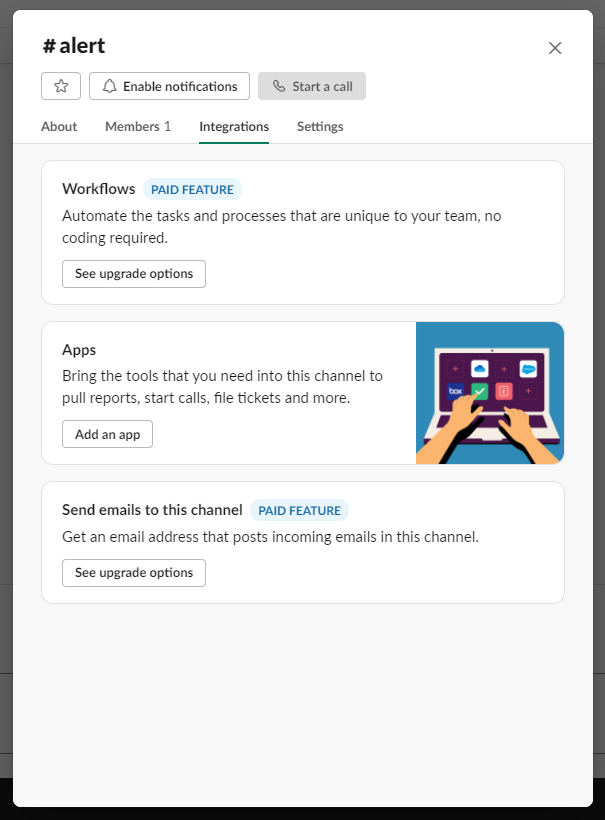 # alert
Enable notifications
Start a call
About
Members 1
Integrations
Settings
Workflows PAID FEATURE
Automate the tasks and processes that are unique to your team, no
coding required.
See upgrade options
Apps
Bring the tools that you need into this channel to
pull reports, start calls, file tickets and more.
Add an app
box
Send emails to this channel PAID FEATURE
Get an email address that posts incoming emails in this channel.
See upgrade options